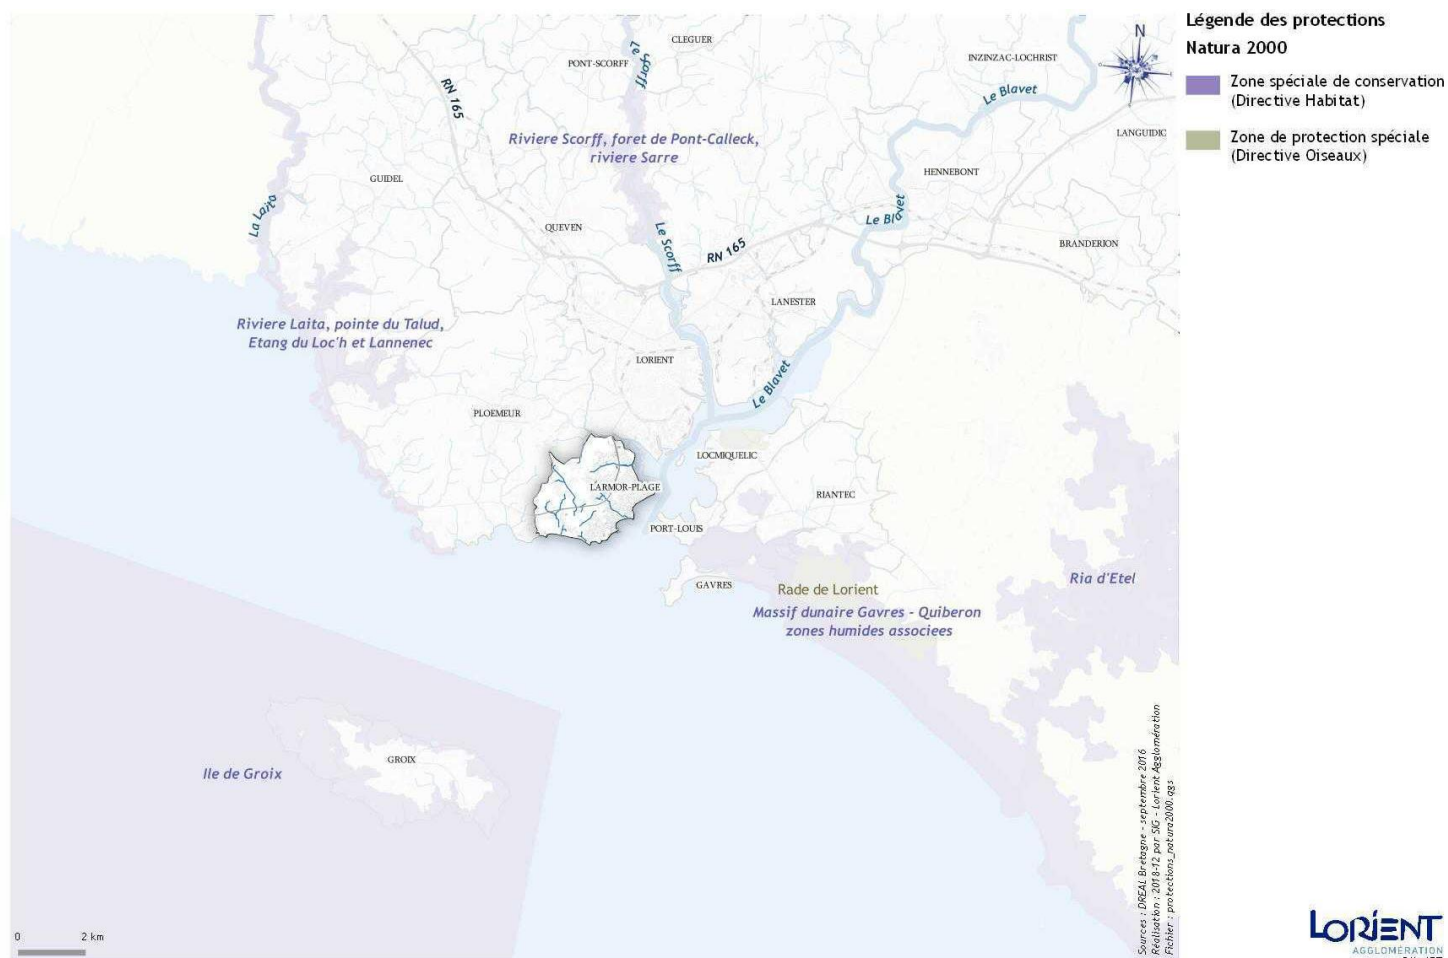 Légende des protections
Natura 2000
Zone spéciale de conservation
(Directive Habitat)
Zone de protection spéciale
(Directive Oiseaux)
N
CLEGUER
PONT-SCORFF
Le Scorff
INZINZAC-LOCHRIST
Le Blavet
RN 165
LANGUIDIC
Riviere Scorff, foret de Pont-Calleck,
riviere Sarre
GUIDEL
HENNEBONT
La Laita
QUEVEN
Le Scorff
RN 165
Le Blavet
BRANDERION
LANESTER
Riviere Laita, pointe du Talud,
Etang du Loc'h et Lannenec
LORIENT
Le Blavet
PLOEMEUR
LOCMIQUELIC
LARMOR-PLAGE
RIANTEC
PORT-LOUIS
GAVRES
Rade de Lorient
Ria d'Etel
Massif dunaire Gavres - Quiberon
zones humides associees
GROIX
Ile de Groix
Sources : DREAL Bretagne - septembre 2016
Réalisation : 2018-12 par SIG - Lorient Agglomération
Fichier : protections_natura2000.qgs
0 2 km
LORIENT
AGGLOMÉRATION